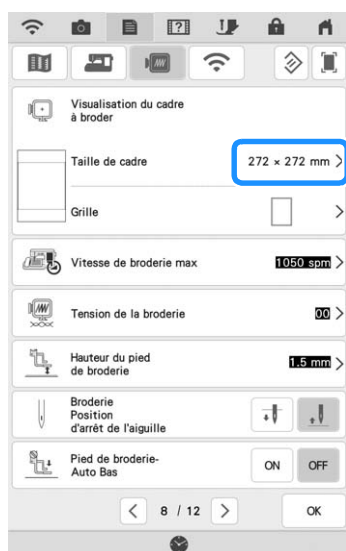 Visualisation du cadre
à broder
Taille de cadre
272 × 272 mm
Grille
Vitesse de broderie max
1050 spm
Tension de la broderie
00
Hauteur du pied
de broderie
1.5 mm
Broderie
Position
d'arrêt de l'aiguille
Pied de broderie-
Auto Bas
ON
OFF
8 / 12
OK